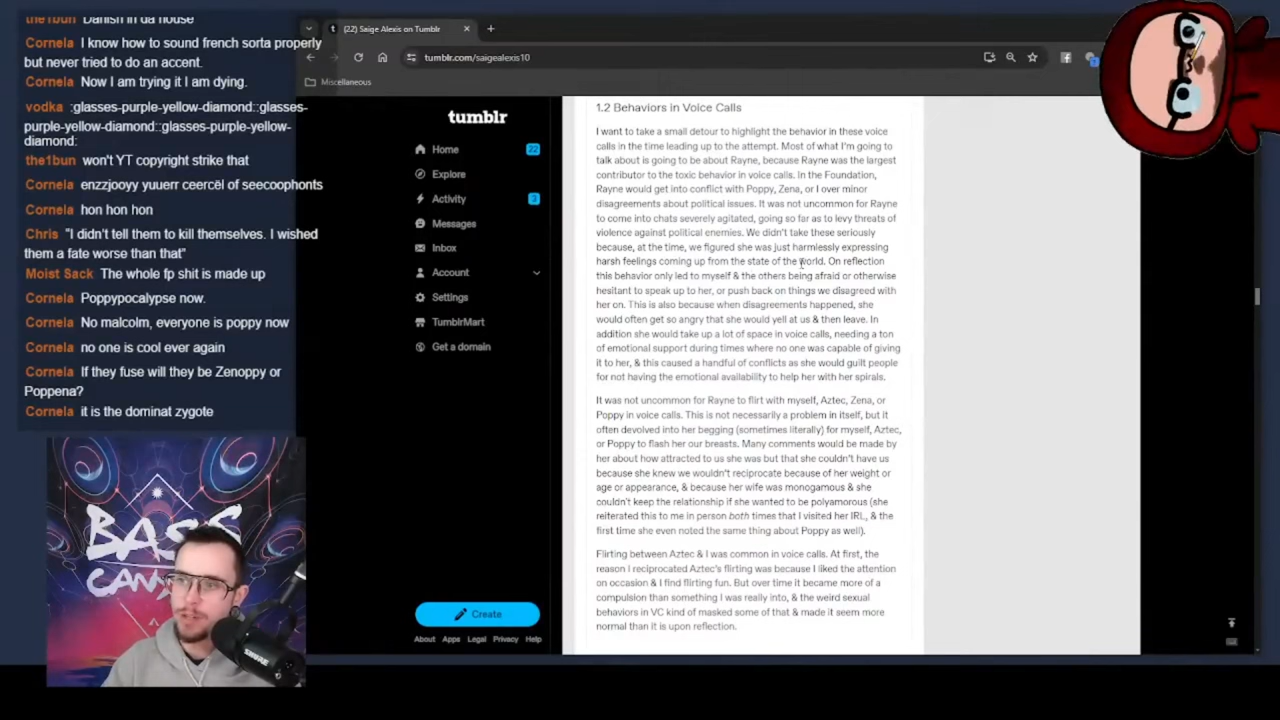 the1bun Danish in da house
Cornela I know how to sound french sorta properly
but never tried to do an accent.
Cornela Now I am trying it I am dying.
vodka :glasses-purple-yellow-diamond::glasses-
purple-yellow-diamond::glasses-purple-yellow-
diamond:
the1bun won't YT copyright strike that
Cornela enzzjooyy yuuerr ceercël of seecoophonts
Cornela hon hon hon
Chris "I didn't tell them to kill themselves. I wished
them a fate worse than that"
Moist Sack The whole fp shit is made up
Cornela Poppypocalypse now.
Cornela No malcolm, everyone is poppy now
Cornela no one is cool ever again
Cornela If they fuse will they be Zenoppy or
Poppena?
Cornela it is the dominat zygote
BASS
(22) Saige Alexis on Tumblr
tumblr.com/saigealexis10
Miscellaneous
tumblr
Home 22
Explore
Activity 3
Messages
Inbox
Account
Settings
TumblrMart
Get a domain
Create
About Apps Legal Privacy Help
1.2 Behaviors in Voice Calls
I want to take a small detour to highlight the behavior in these voice
calls in the time leading up to the attempt. Most of what I'm going to
talk about is going to be about Rayne, because Rayne was the largest
contributor to the toxic behavior in voice calls. In the Foundation,
Rayne would get into conflict with Poppy, Zena, or I over minor
disagreements about political issues. It was not uncommon for Rayne
to come into chats severely agitated, going so far as to levy threats of
violence against political enemies. We didn't take these seriously
because, at the time, we figured she was just harmlessly expressing
harsh feelings coming up from the state of the world. On reflection
this behavior only led to myself & the others being afraid or otherwise
hesitant to speak up to her, or push back on things we disagreed with
her on. This is also because when disagreements happened, she
would often get so angry that she would yell at us & then leave. In
addition she would take up a lot of space in voice calls, needing a ton
of emotional support during times where no one was capable of giving
it to her, & this caused a handful of conflicts as she would guilt people
for not having the emotional availability to help her with her spirals.
It was not uncommon for Rayne to flirt with myself, Aztec, Zena, or
Poppy in voice calls. This is not necessarily a problem in itself, but it
often devolved into her begging (sometimes literally) for myself, Aztec,
or Poppy to flash her our breasts. Many comments would be made by
her about how attracted to us she was but that she couldn't have us
because she knew we wouldn't reciprocate because of her weight or
age or appearance, & because her wife was monogamous & she
couldn't keep the relationship if she wanted to be polyamorous (she
reiterated this to me in person both times that I visited her IRL, & the
first time she even noted the same thing about Poppy as well).
Flirting between Aztec & I was common in voice calls. At first, the
reason I reciprocated Aztec's flirting was because I liked the attention
on occasion & I find flirting fun. But over time it became more of a
compulsion than something I was really into, & the weird sexual
behaviors in VC kind of masked some of that & made it seem more
normal than it is upon reflection.